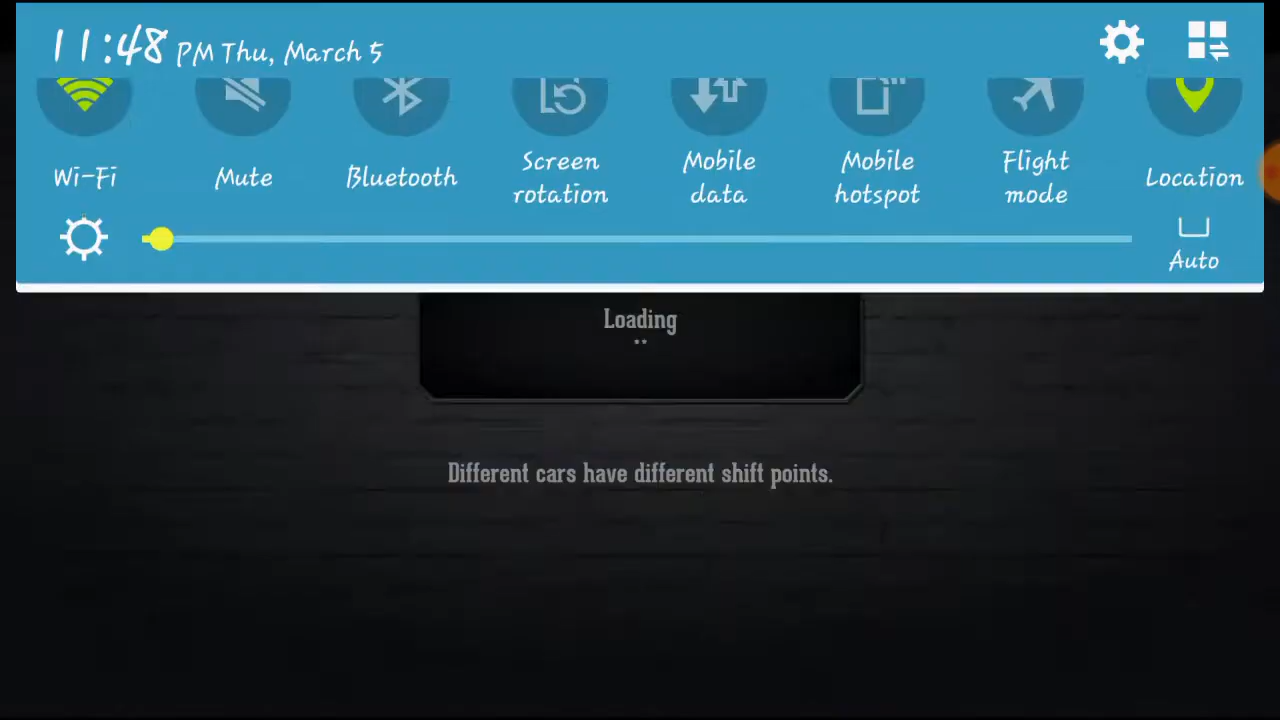 11:48 PM Thu, March 5
Wi-Fi
Mute
Bluetooth
Screen
rotation
Mobile
data
Mobile
hotspot
Flight
mode
Location
Auto
Loading
Different cars have different shift points.